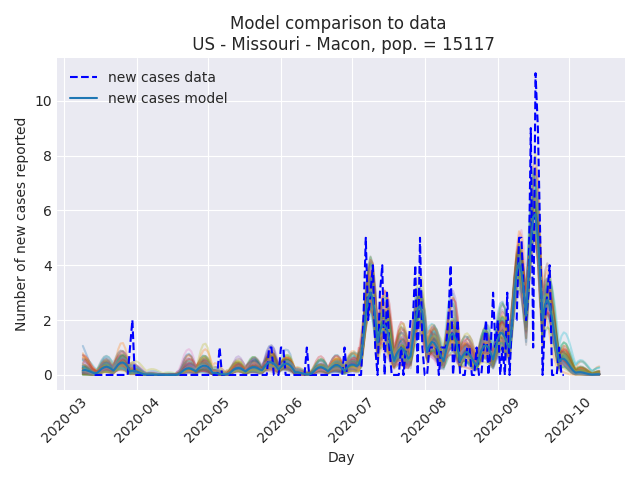 Model comparison to data
US - Missouri - Macon, pop. = 15117
new cases data
new cases model
Number of new cases reported
10
8
6
4
2
0
2020-03
2020-04
2020-05
2020-06
2020-07
2020-08
2020-09
2020-10
Day